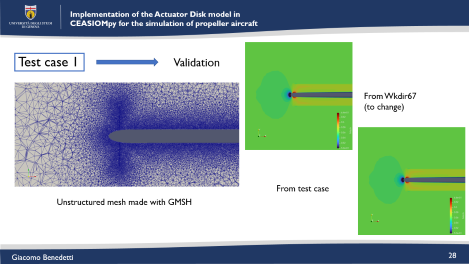 Implementation of the Actuator Disk model in
CEASIOMpy for the simulation of propeller aircraft
Test case 1
Validation
From Wkdir67
(to change)
From test case
Unstructured mesh made with GMSH
Giacomo Benedetti
28